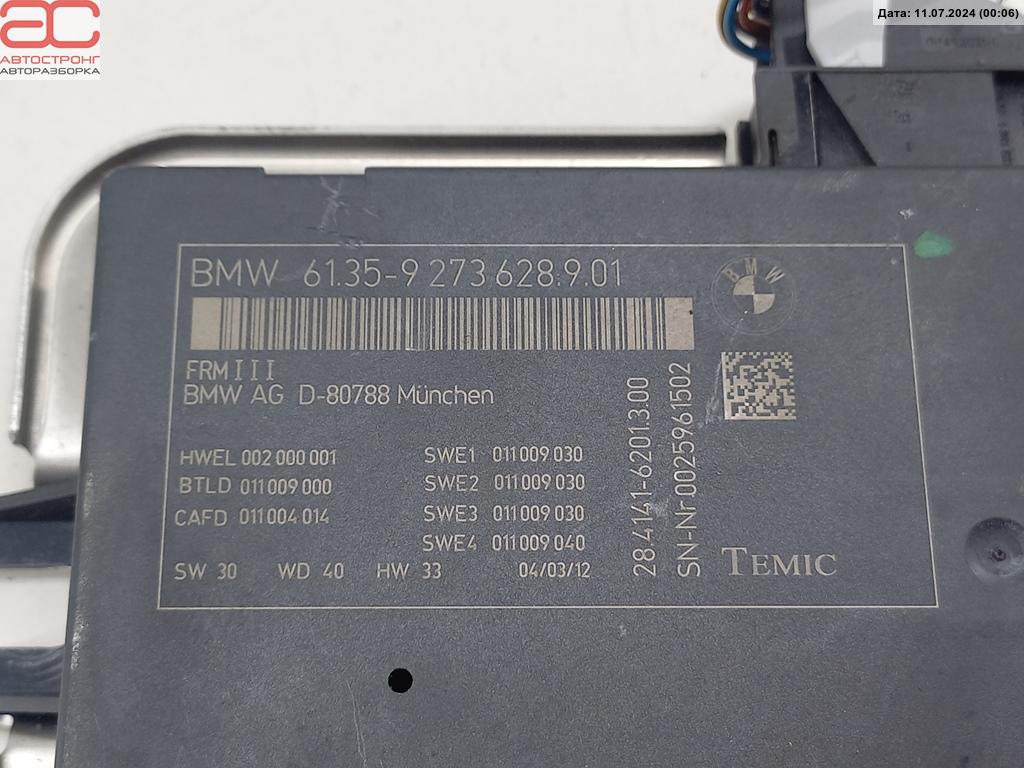 АВТОСТРОНГ
АВТОРАЗБОРКА
Дата: 11.07.2024 (00:06)
BMW 61.35-9 273 628.9.01
BMW
FRMIII
BMW AG D-80788 München
HWEL 002 000 001
BTLD 011 009 000
CAFD 011 004 014
SWE1 011 009 030
SWE2 011 009 030
SWE3 011 009 030
SWE4 011 009 040
SW 30 WD 40 HW 33 04/03/12
28.4141-6201.3.00
SN-Nr 0025961502
TEMIC